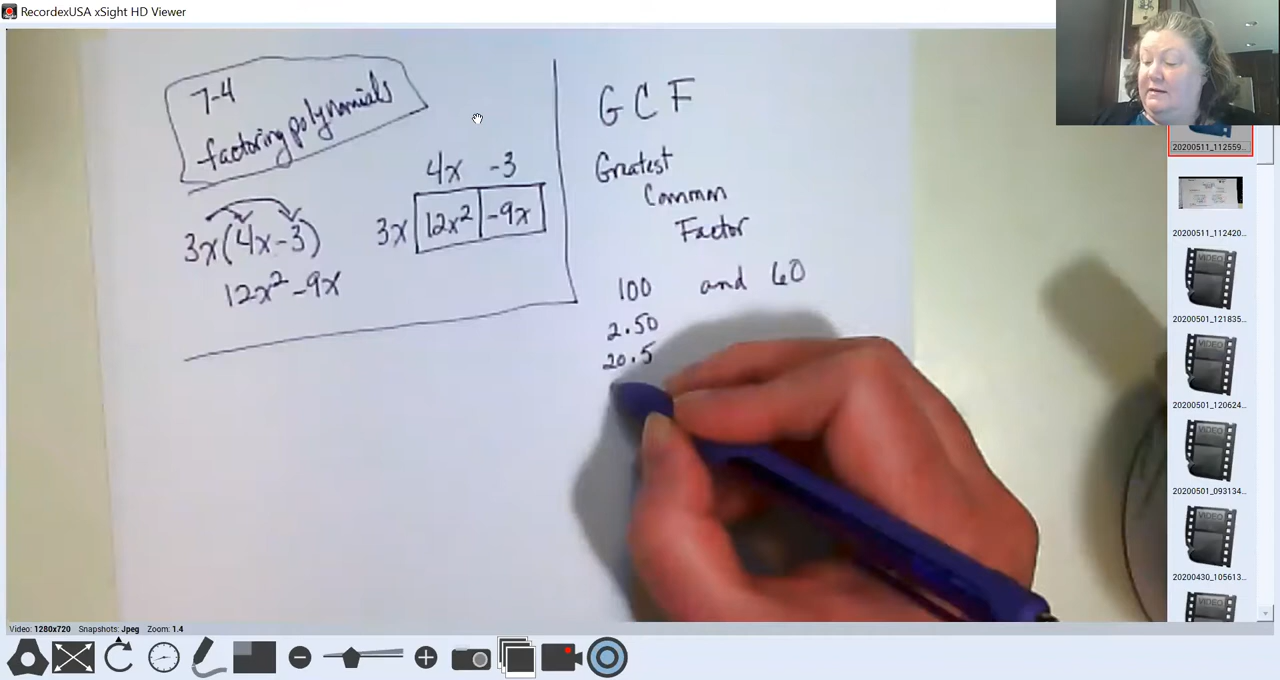 RecordexUSA xSight HD Viewer
7-4
factoring polynomials
3x(4x-3)
12x²-9x
4x -3
3x 12x² -9x
GCF
Greatest
Common
Factor
100 and 60
2.50
20.5
20200511_112559...
20200511_112420...
20200501_121835...
20200501_120624...
20200501_093134...
20200430_105613...
Video: 1280x720 Snapshots: Jpeg Zoom: 1.4